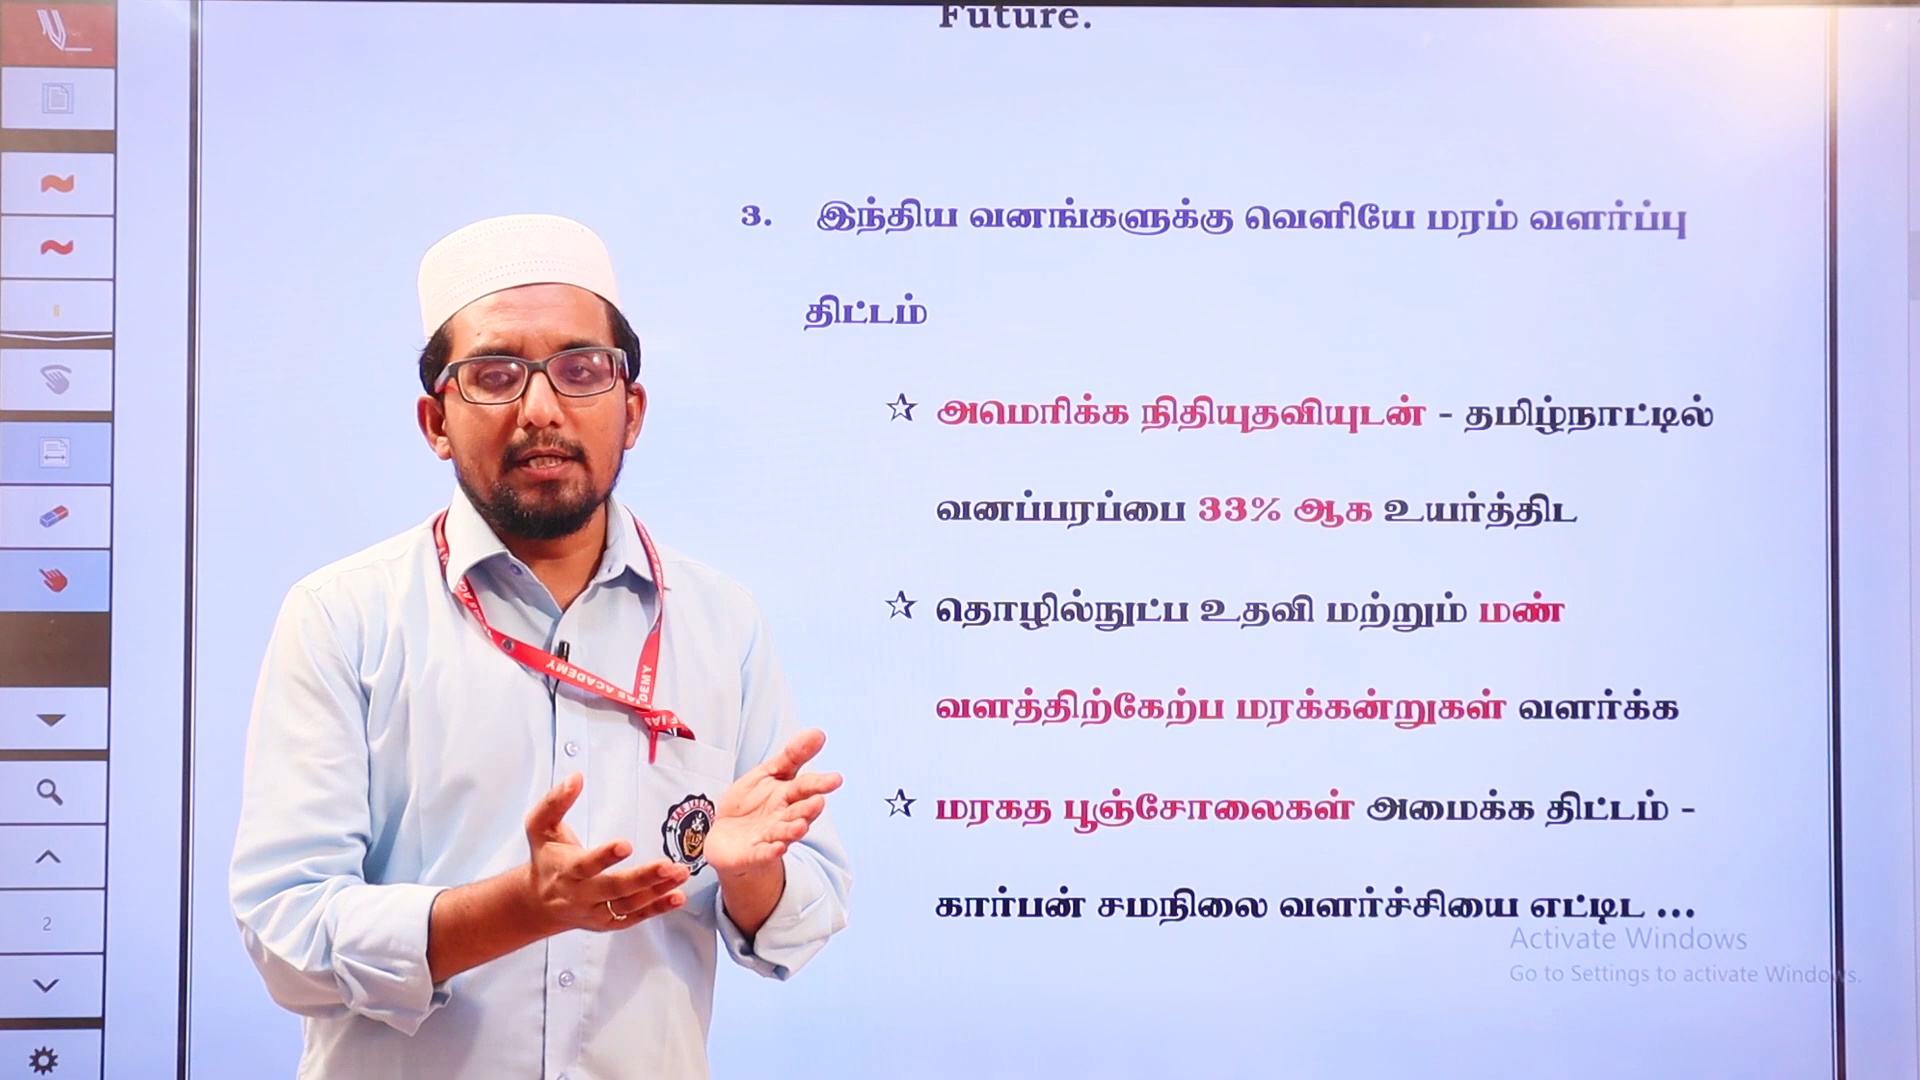 Future.
3. இந்திய வனங்களுக்கு வெளியே மரம் வளர்ப்பு
திட்டம்
☆ அமெரிக்க நிதியுதவியுடன் - தமிழ்நாட்டில்
வனப்பரப்பை 33% ஆக உயர்த்திட
☆ தொழில்நுட்ப உதவி மற்றும் மண்
வளத்திற்கேற்ப மரக்கன்றுகள் வளர்க்க
☆ மரகத பூஞ்சோலைகள் அமைக்க திட்டம் -
கார்பன் சமநிலை வளர்ச்சியை எட்டிட ...
Activate Windows
Go to Settings to activate Windows.
2
ACADEMY